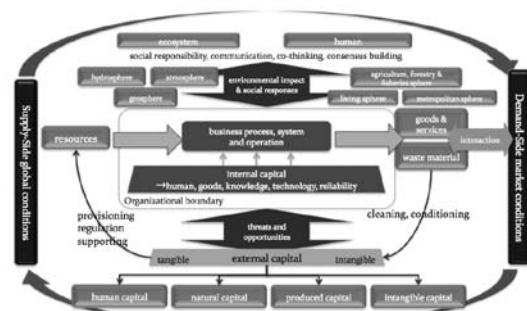 ecosystem
human
social responsibility, communication, co-thinking, consensus building
hydrosphere
atmosphere
geosphere
environmental impact
& social responses
agriculture, forestry &
fisheries sphere
living sphere
metropolitan sphere
Supply-Side global
conditions
resources
business process, system
and operation
goods &
services
waste material
interaction
Demand-Side market conditions
internal capital
→human, goods, knowledge, technology, reliability
Organizational boundary
provisioning
regulation
supporting
threats and
opportunities
cleaning, conditioning
tangible
external capital
intangible
human capital
natural capital
produced capital
intangible capital